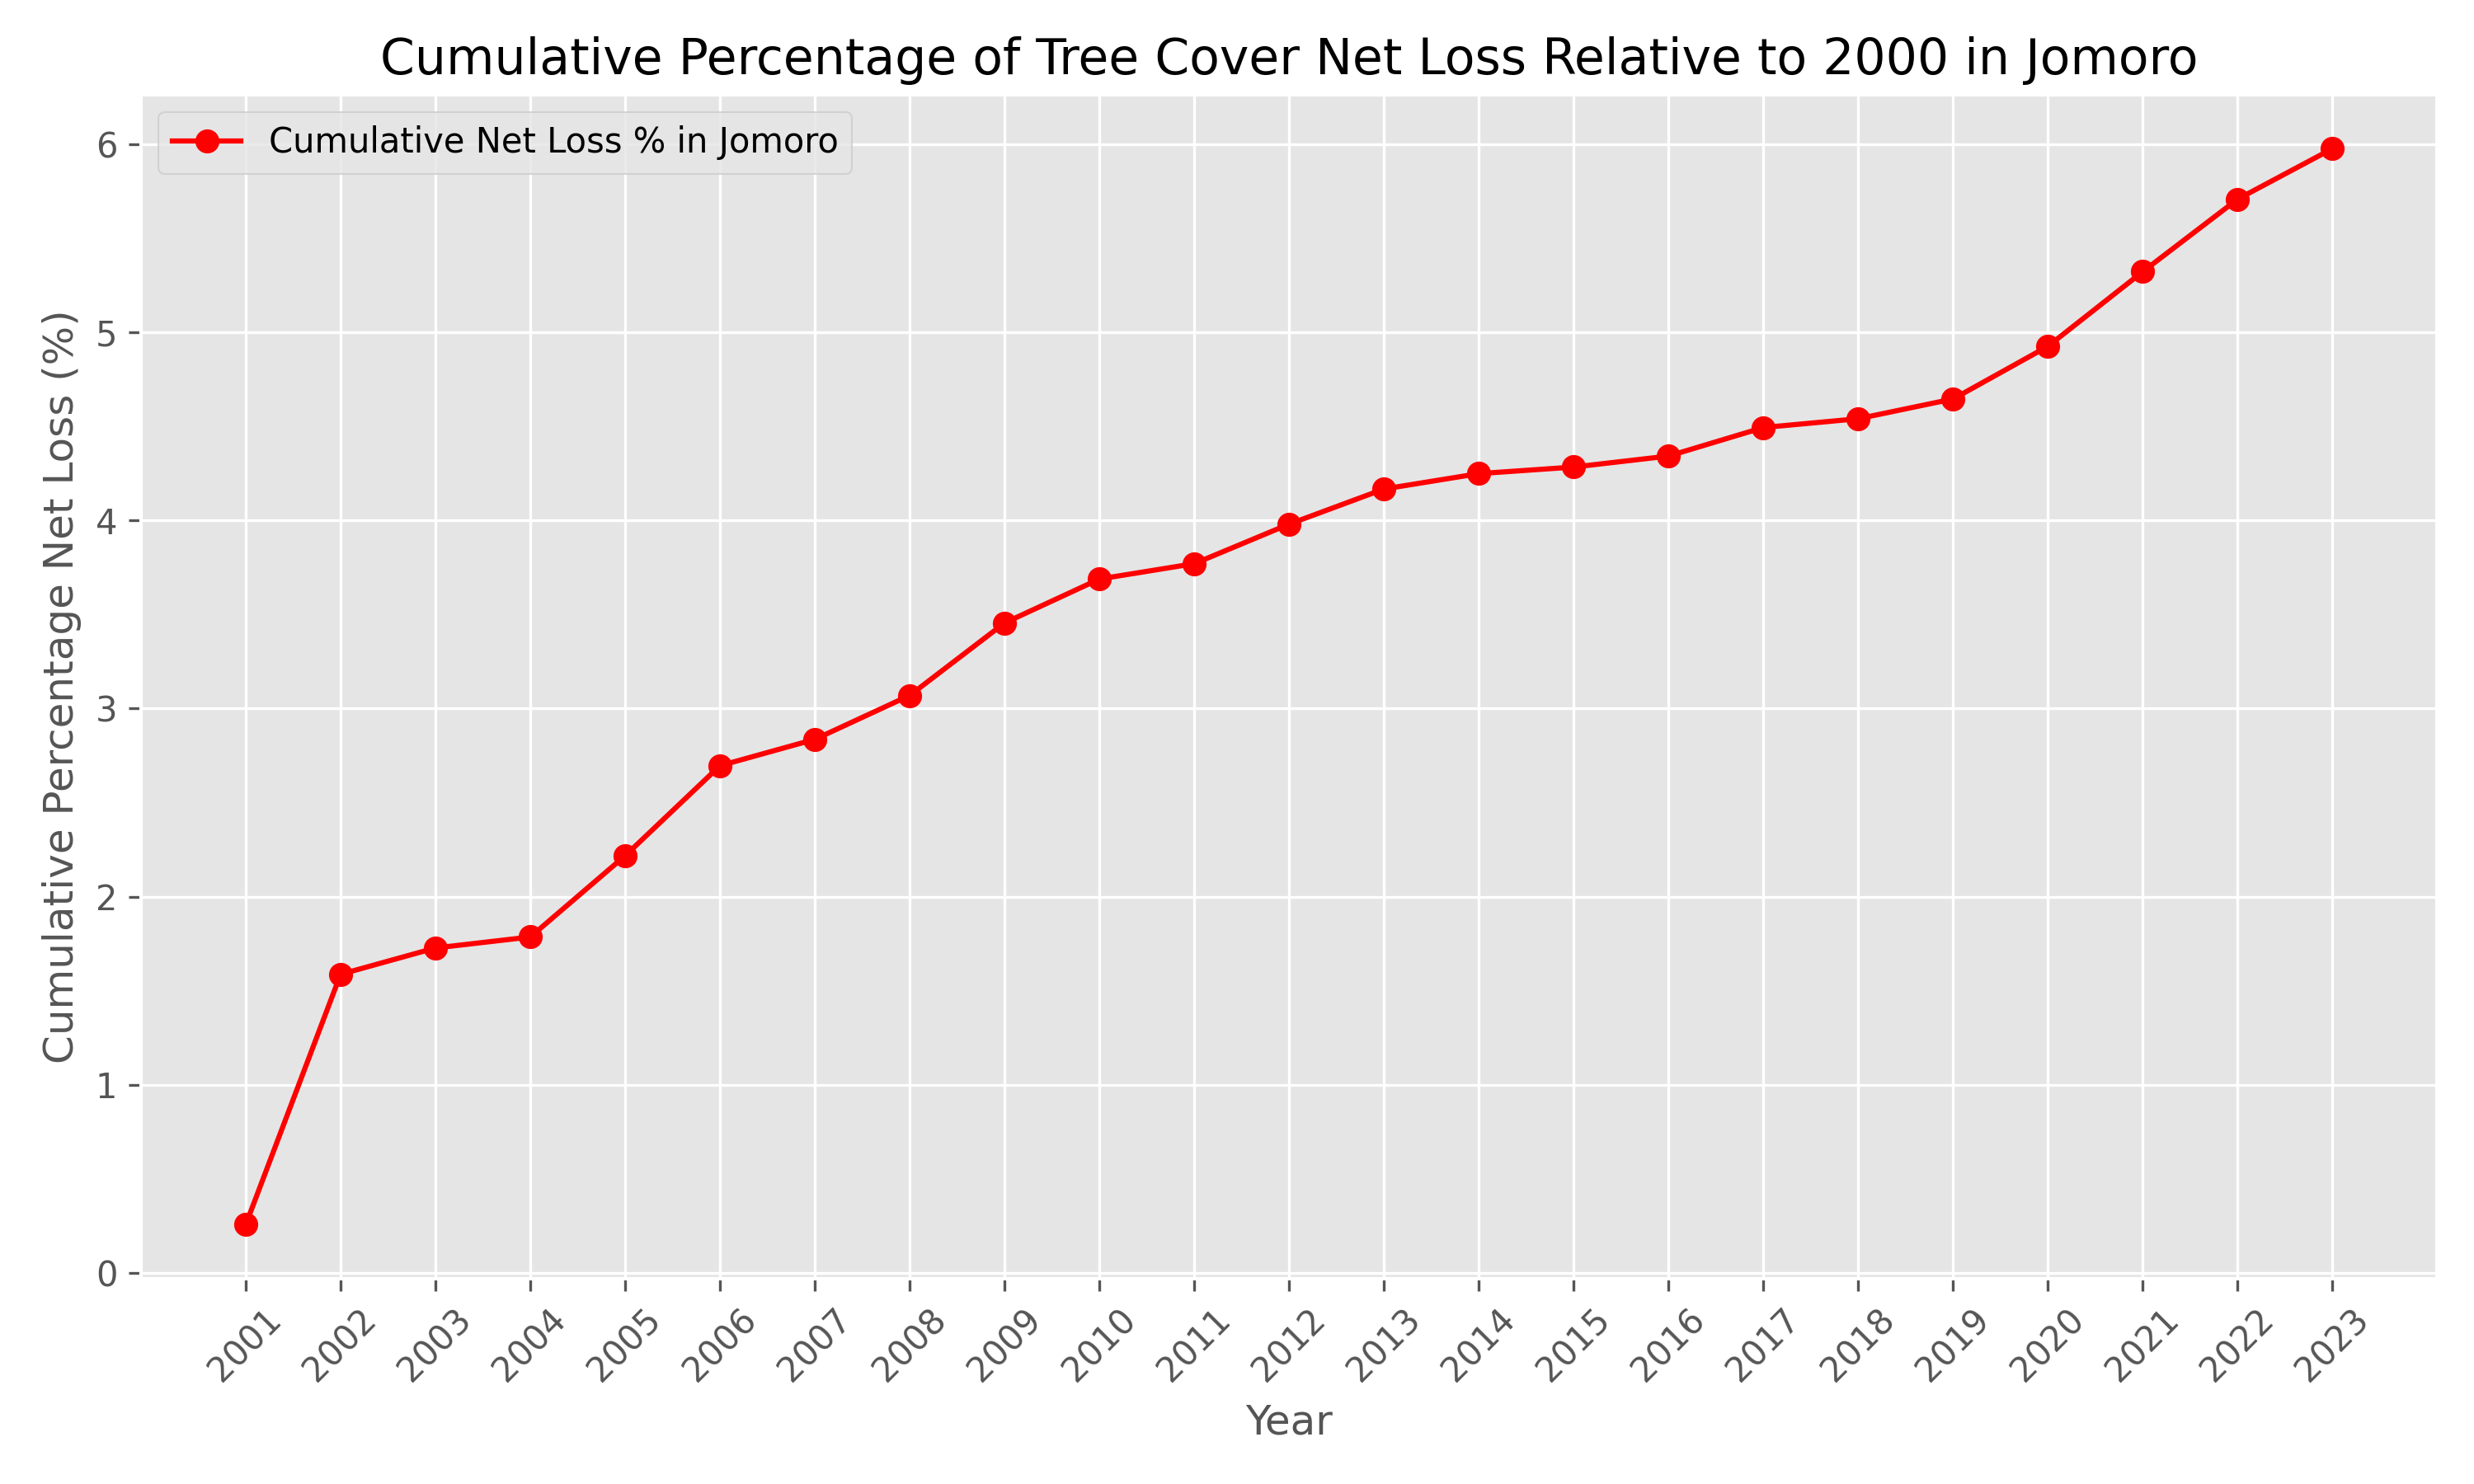 Cumulative Percentage of Tree Cover Net Loss Relative to 2000 in Jomoro
Cumulative Net Loss % in Jomoro
Cumulative Percentage Net Loss (%)
6
5
4
3
2
1
0
2001 2002 2003 2004 2005 2006 2007 2008 2009 2010 2011 2012 2013 2014 2015 2016 2017 2018 2019 2020 2021 2022 2023
Year